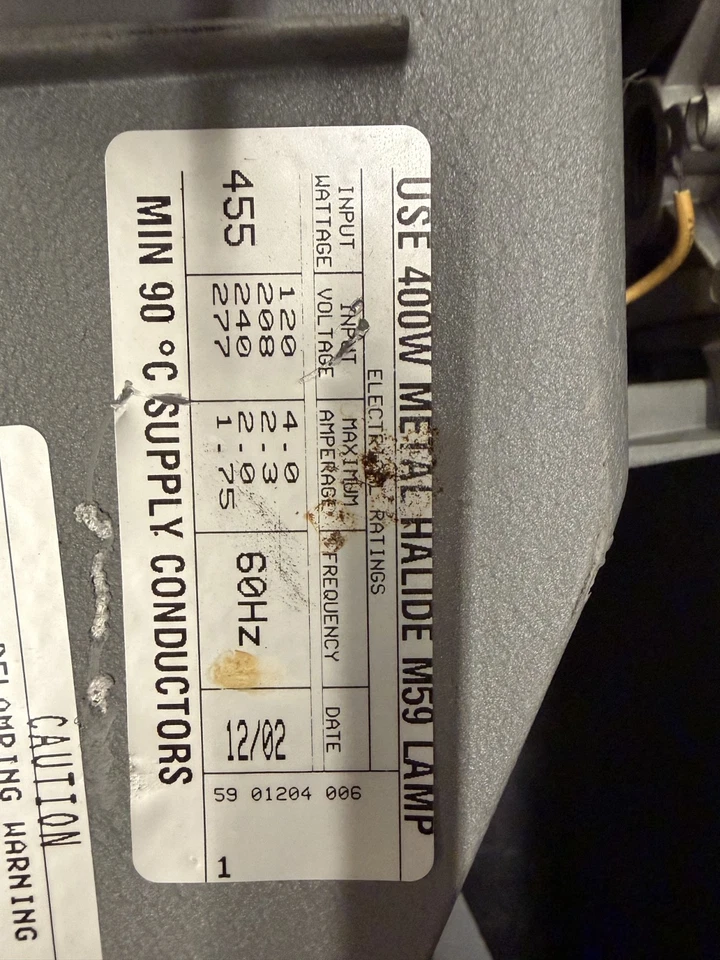 USE 400W METAL HALIDE M59 LAMP
ELECTRICAL RATINGS
INPUT WATTAGE
INPUT VOLTAGE
MAXIMUM AMPERAGE
FREQUENCY
DATE
455
120
208
240
277
4-0
2-3
2-0
1-75
60Hz
12/02
59 01204 006
1
MIN 90 °C SUPPLY CONDUCTORS
CAUTION
WARNING